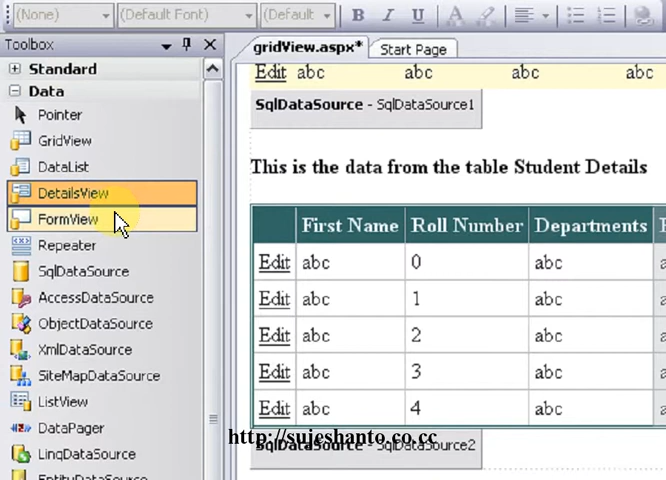 (None) (Default Font) (Default B I U A
Toolbox
gridView.aspx* Start Page
Standard
Data
Pointer
GridView
DataList
DetailsView
FormView
Repeater
SqlDataSource
AccessDataSource
ObjectDataSource
XmlDataSource
SiteMapDataSource
ListView
DataPager
LinqDataSource
EntityDataSource
Edit abc abc abc abc
SqlDataSource - SqlDataSource1
This is the data from the table Student Details
First Name Roll Number Departments
Edit abc 0 abc
Edit abc 1 abc
Edit abc 2 abc
Edit abc 3 abc
Edit abc 4 abc
http://sujeshanto.co.cc
SqlDataSource - SqlDataSource2